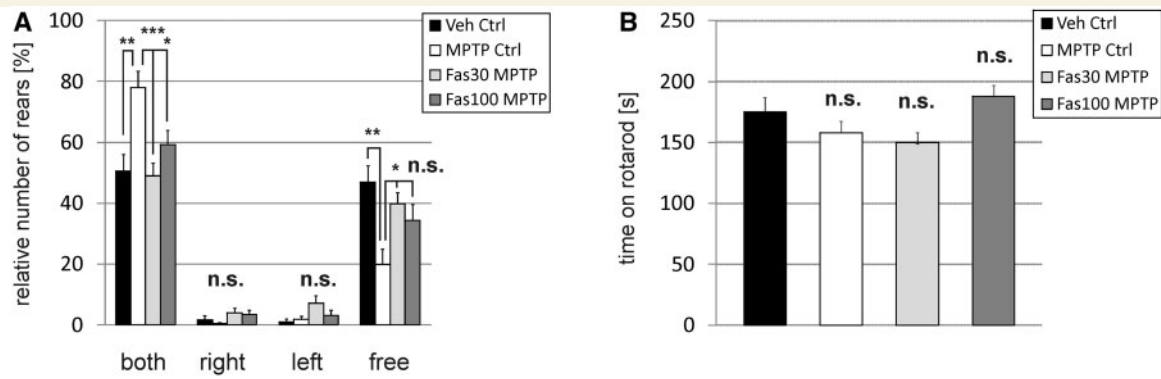 A
relative number of rears [%]
100
80
60
40
20
0
** *** *
n.s.
n.s.
** * n.s.
both right left free
Veh Ctrl
MPTP Ctrl
Fas30 MPTP
Fas100 MPTP
B
time on rotarod [s]
250
200
150
100
50
0
n.s.
n.s.
n.s.
Veh Ctrl
MPTP Ctrl
Fas30 MPTP
Fas100 MPTP